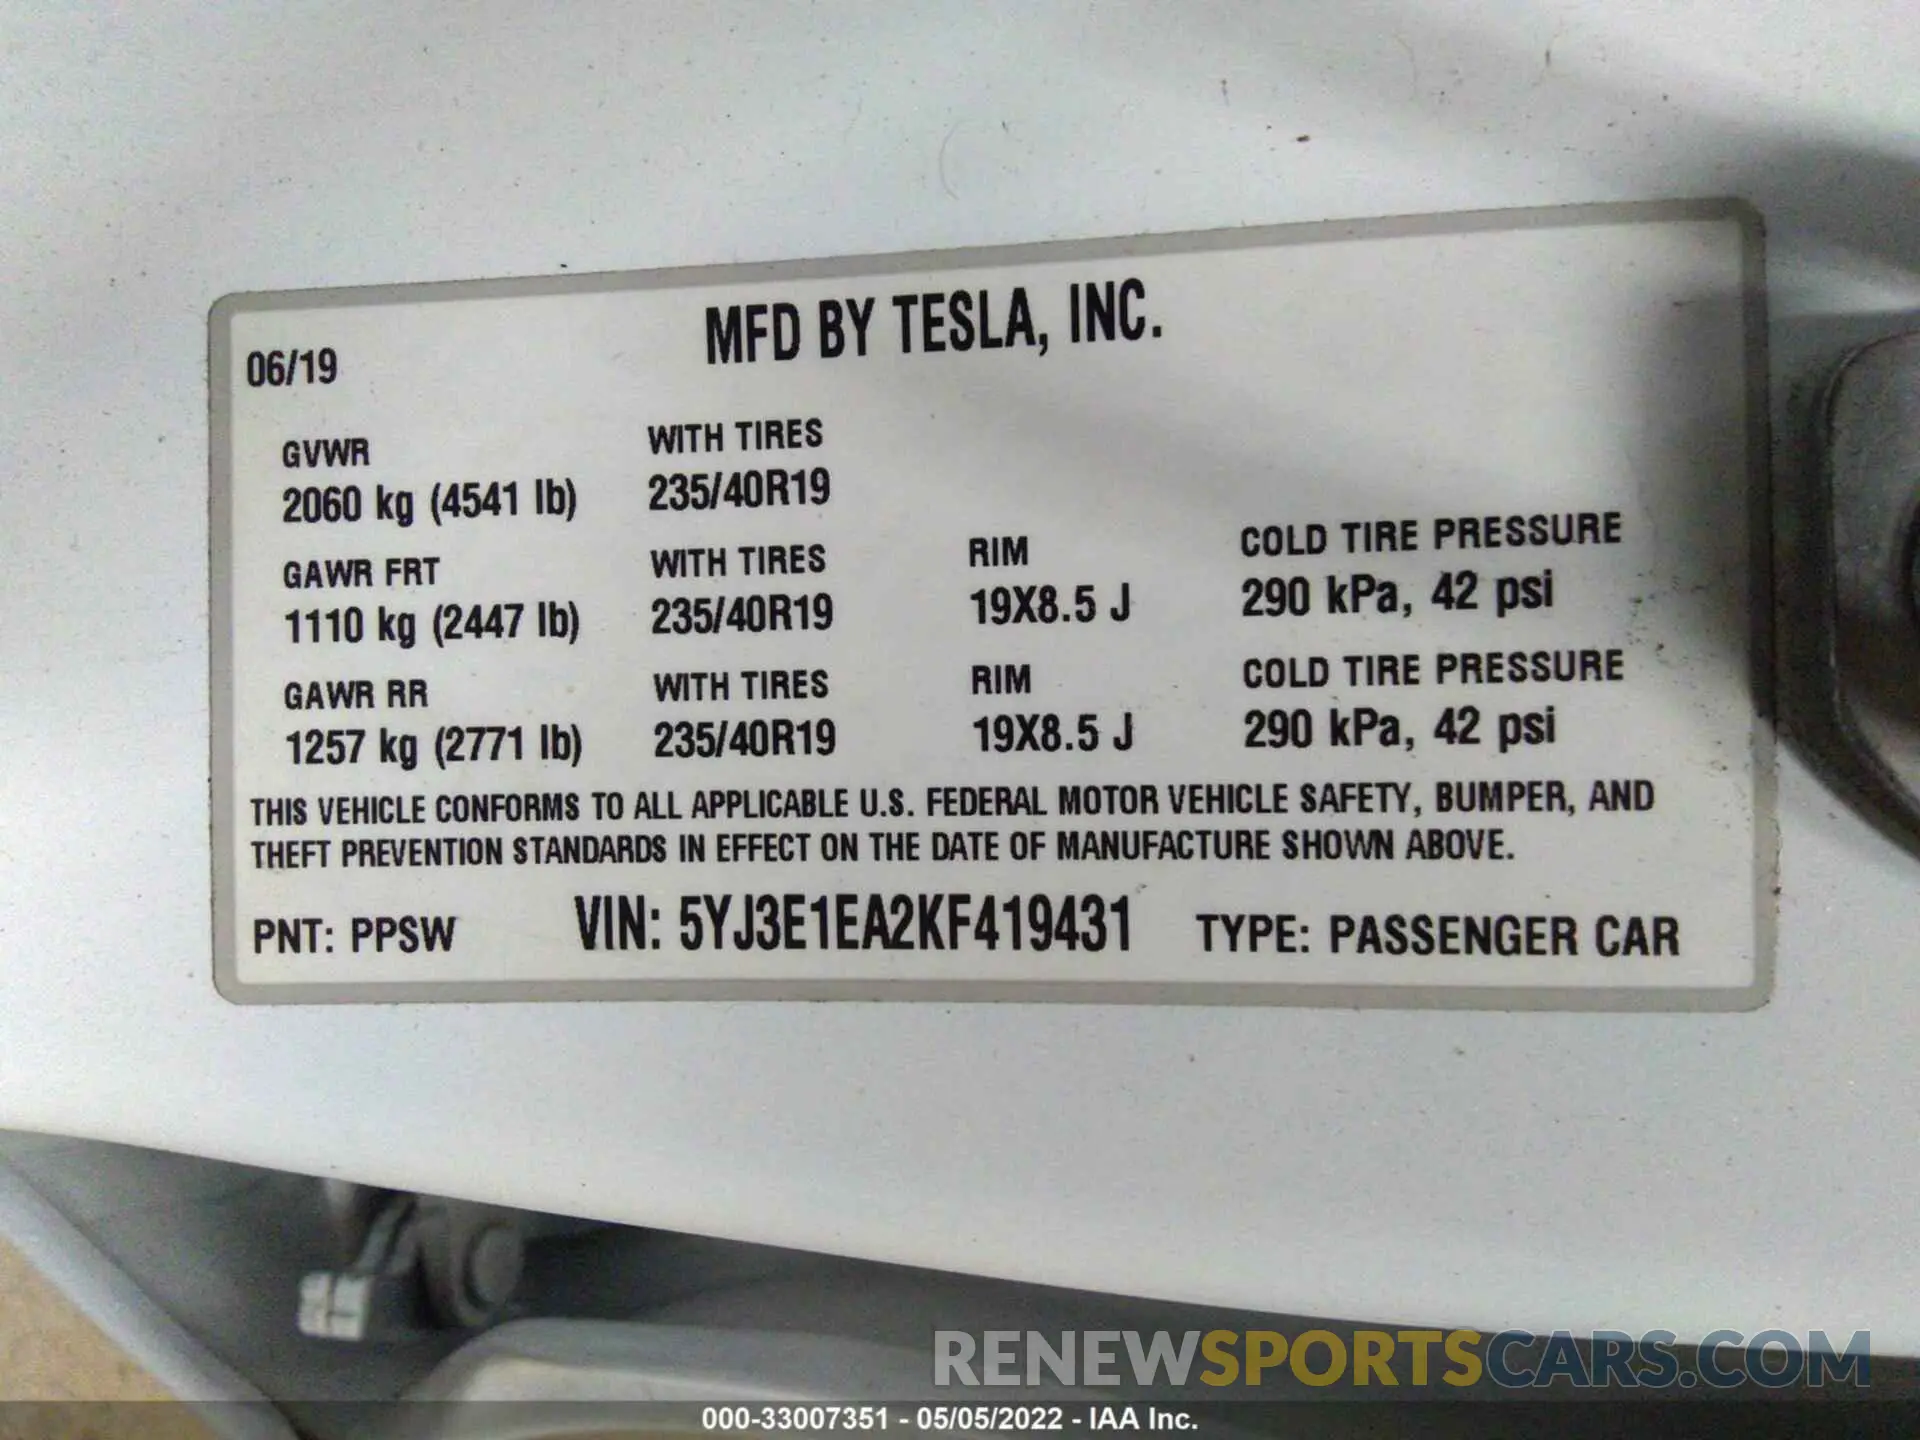 MFD BY TESLA, INC.
06/19
GVWR WITH TIRES
2060 kg (4541 lb) 235/40R19
GAWR FRT WITH TIRES RIM COLD TIRE PRESSURE
1110 kg (2447 lb) 235/40R19 19X8.5 J 290 kPa, 42 psi
GAWR RR WITH TIRES RIM COLD TIRE PRESSURE
1257 kg (2771 lb) 235/40R19 19X8.5 J 290 kPa, 42 psi
THIS VEHICLE CONFORMS TO ALL APPLICABLE U.S. FEDERAL MOTOR VEHICLE SAFETY, BUMPER, AND
THEFT PREVENTION STANDARDS IN EFFECT ON THE DATE OF MANUFACTURE SHOWN ABOVE.
PNT: PPSW VIN: 5YJ3E1EA2KF419431 TYPE: PASSENGER CAR
RENEWSPORTSCARS.COM
000-33007351 - 05/05/2022 - IAA Inc.